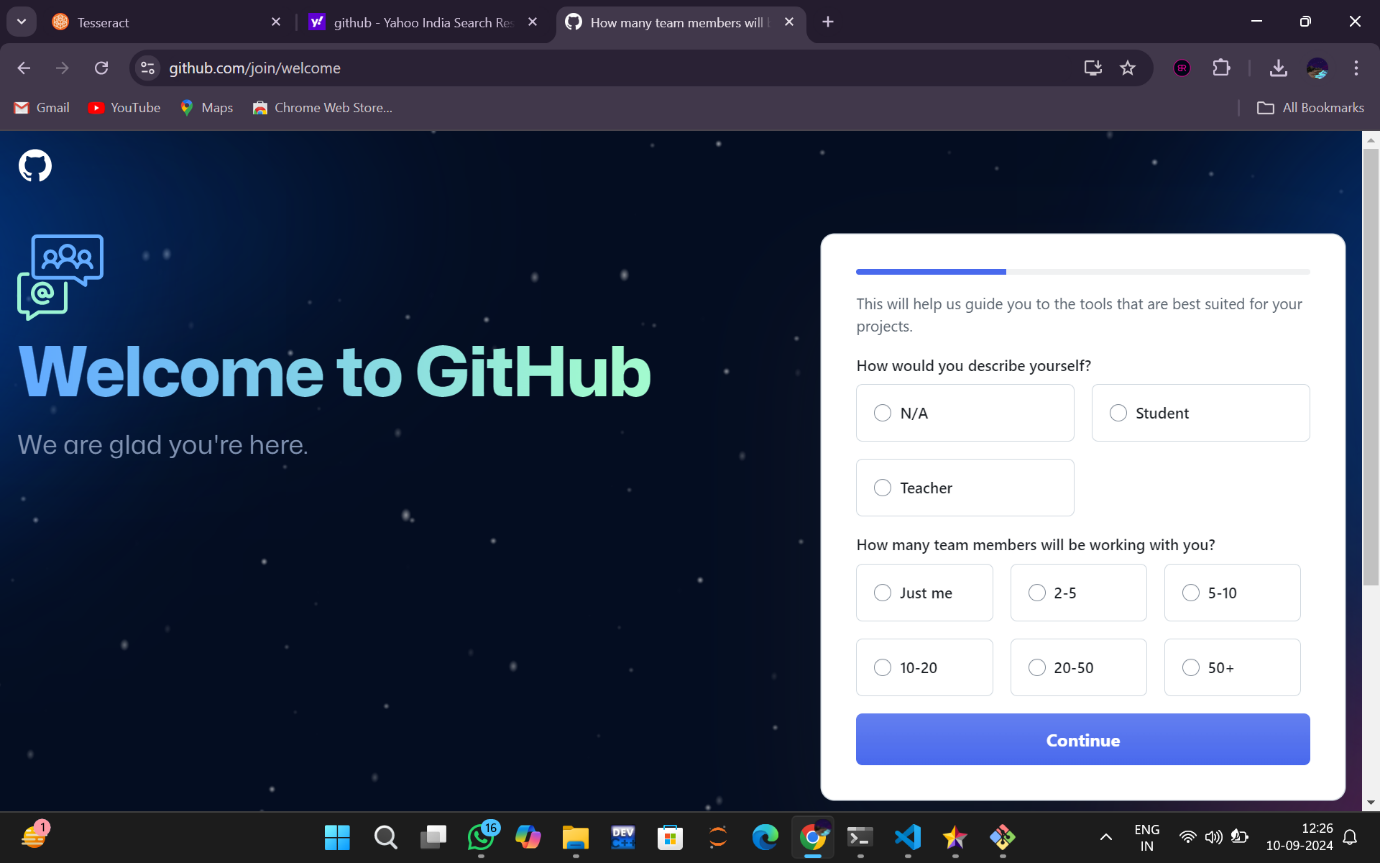 Tesseract
github - Yahoo India Search Res
How many team members will b
github.com/join/welcome
Gmail
YouTube
Maps
Chrome Web Store...
All Bookmarks
Welcome to GitHub
We are glad you're here.
This will help us guide you to the tools that are best suited for your
projects.
How would you describe yourself?
N/A
Student
Teacher
How many team members will be working with you?
Just me
2-5
5-10
10-20
20-50
50+
Continue
1
16
DEV
ENG
IN
12:26
10-09-2024